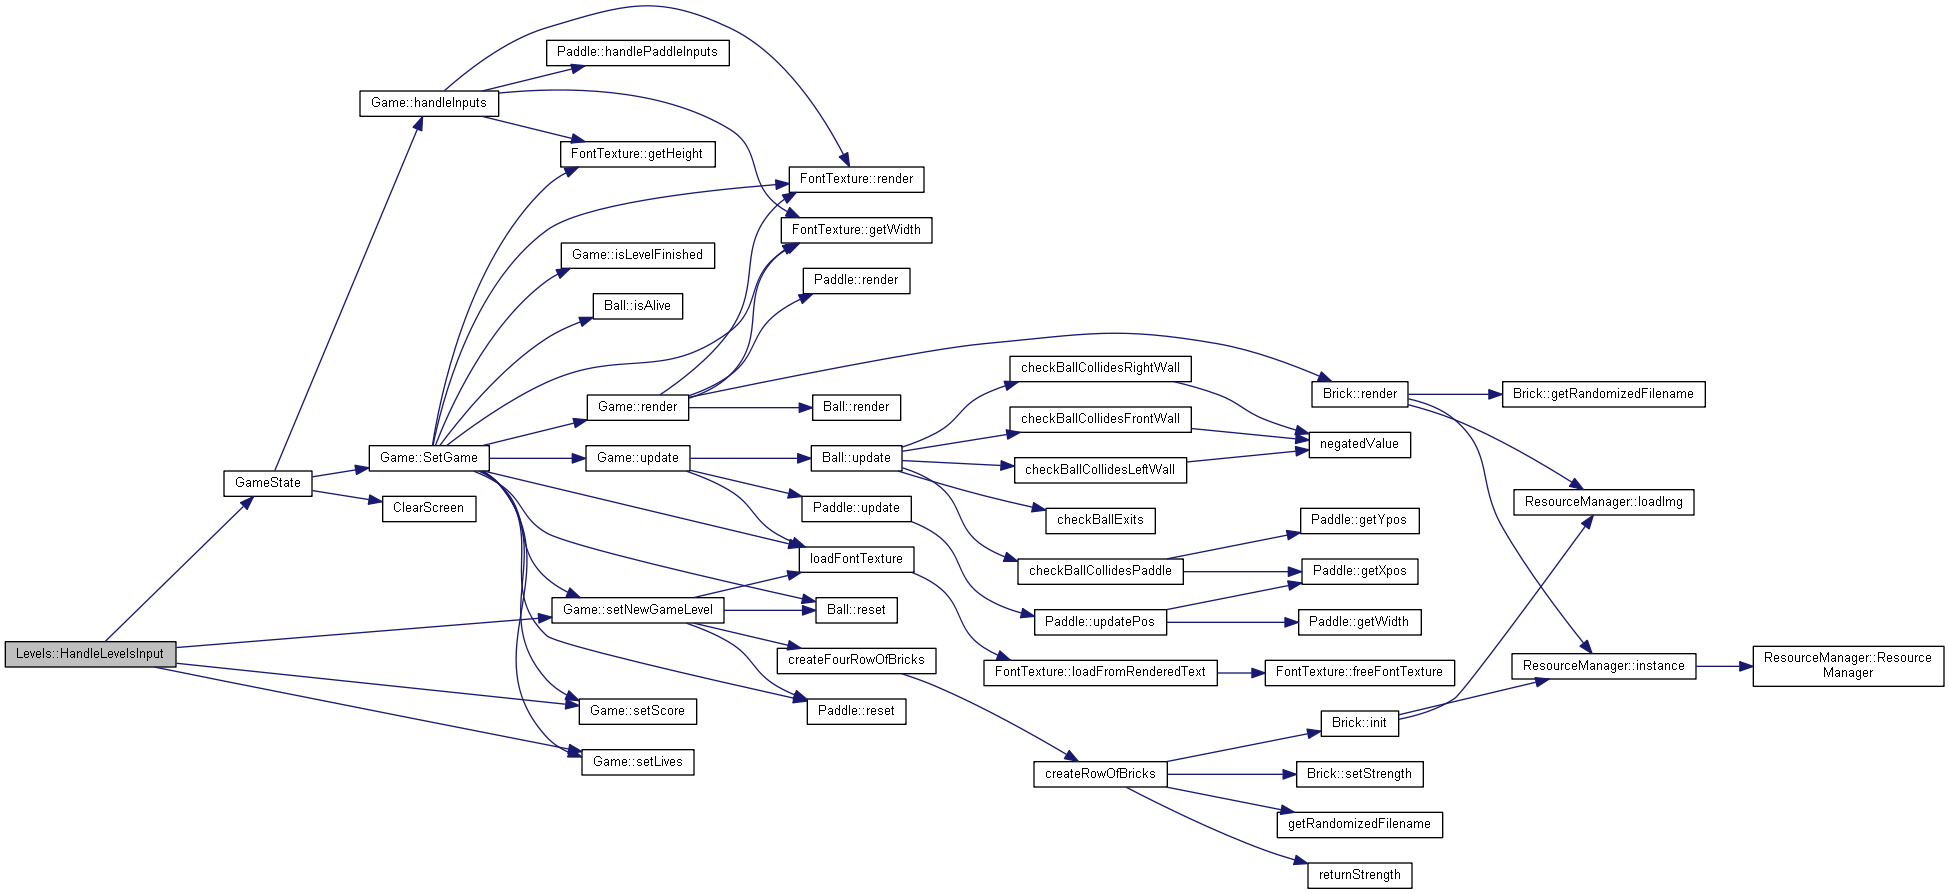 Paddle::handlePaddleInputs
Game::handleInputs
FontTexture::getHeight
FontTexture::render
FontTexture::getWidth
Game::isLevelFinished
Paddle::render
Ball::isAlive
checkBallCollidesRightWall
Brick::render
Brick::getRandomizedFilename
Game::render
Ball::render
checkBallCollidesFrontWall
negatedValue
Game::SetGame
Game::update
Ball::update
checkBallCollidesLeftWall
GameState
ClearScreen
Paddle::update
ResourceManager::loadImg
checkBallExits
Paddle::getYpos
loadFontTexture
checkBallCollidesPaddle
Paddle::getXpos
Game::setNewGameLevel
Ball::reset
Paddle::updatePos
Paddle::getWidth
Levels::HandleLevelsInput
createFourRowOfBricks
FontTexture::loadFromRenderedText
FontTexture::freeFontTexture
ResourceManager::instance
ResourceManager::Resource
Manager
Game::setScore
Paddle::reset
Brick::init
Game::setLives
createRowOfBricks
Brick::setStrength
getRandomizedFilename
returnStrength